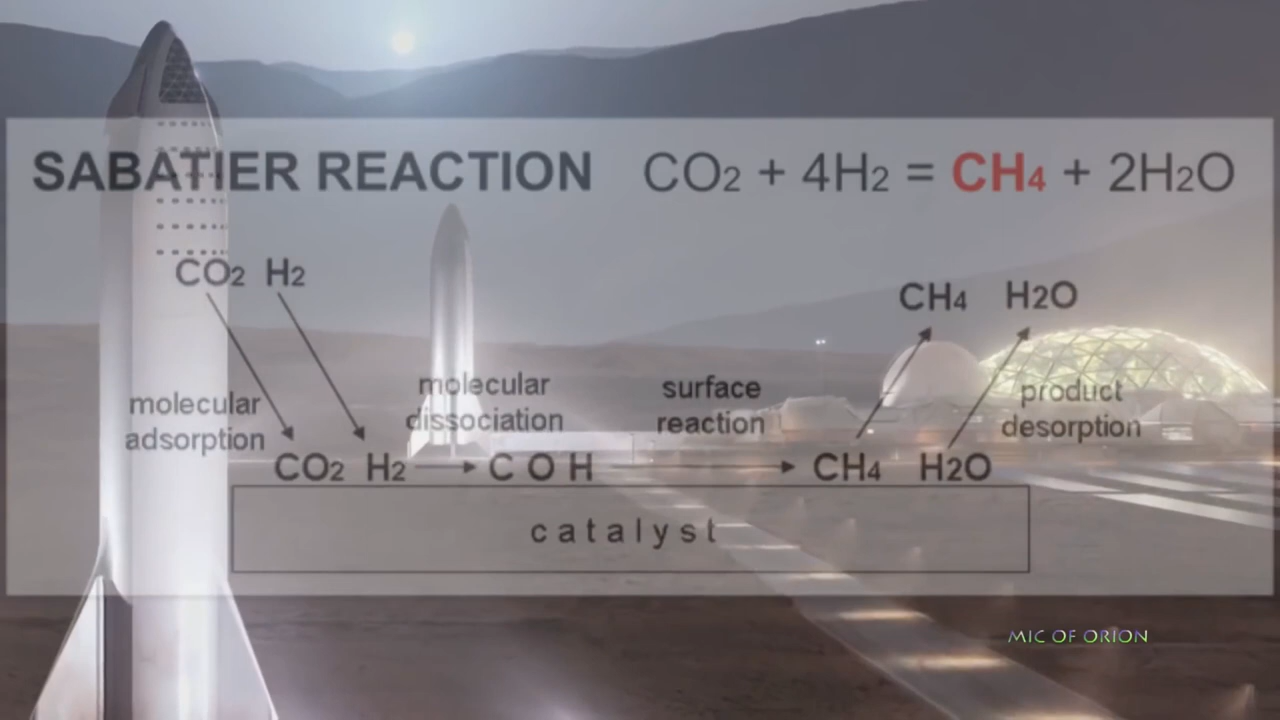 SABATIER REACTION CO₂ + 4H₂ = CH₄ + 2H₂O
CO₂ H₂
CH₄ H2O
molecular
adsorption
molecular
dissociation
surface
reaction
product
desorption
CO₂ H₂ C O H CH₄ H2O
catalyst
MIC OF ORION